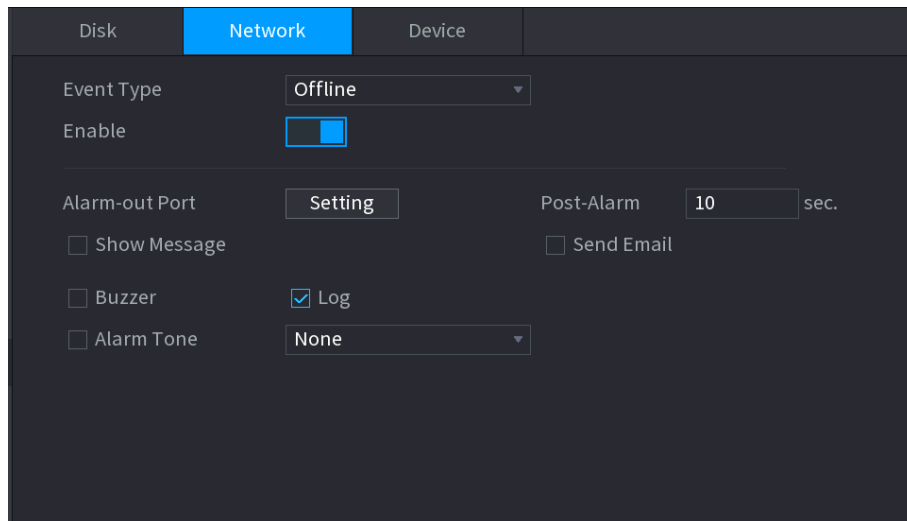 Disk Network Device
Event Type Offline
Enable
Alarm-out Port Setting Post-Alarm 10 sec.
Show Message Send Email
Buzzer Log
Alarm Tone None